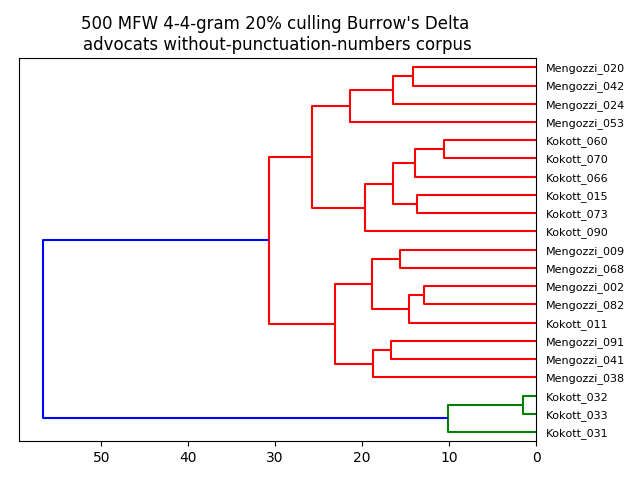 500 MFW 4-4-gram 20% culling Burrow's Delta
advocats without-punctuation-numbers corpus
Mengozzi_020
Mengozzi_042
Mengozzi_024
Mengozzi_053
Kokott_060
Kokott_070
Kokott_066
Kokott_015
Kokott_073
Kokott_090
Mengozzi_009
Mengozzi_068
Mengozzi_002
Mengozzi_082
Kokott_011
Mengozzi_091
Mengozzi_041
Mengozzi_038
Kokott_032
Kokott_033
Kokott_031
50 40 30 20 10 0